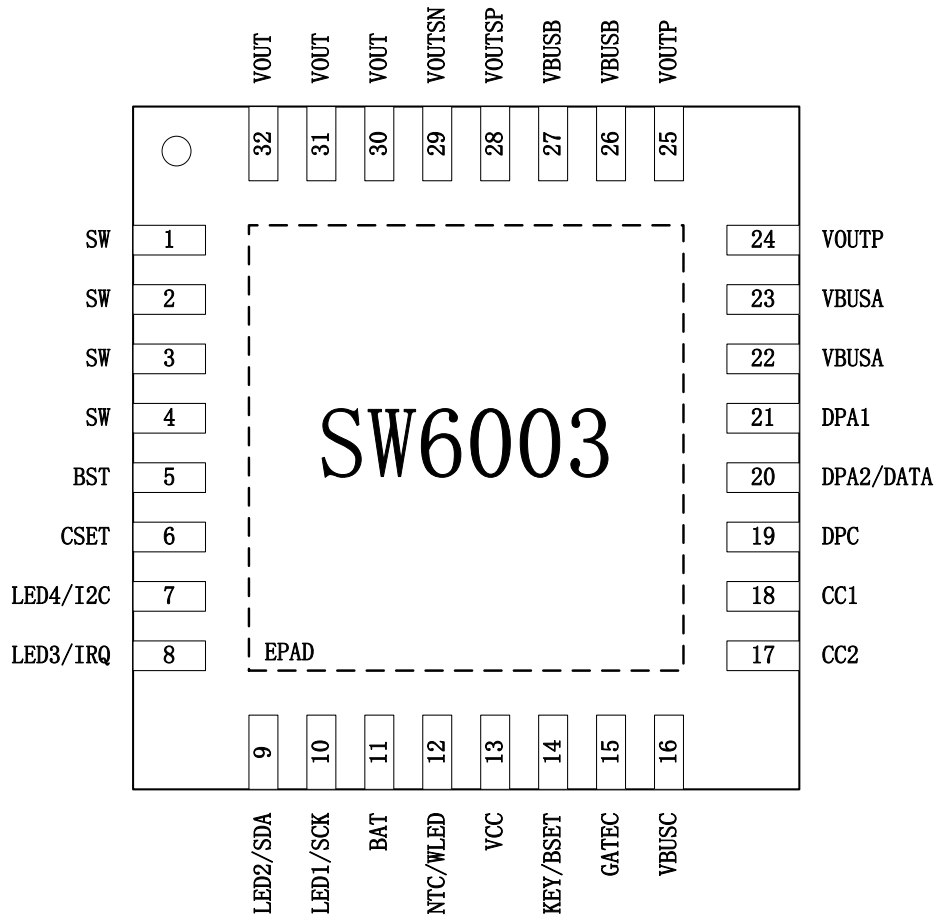 VOUT VOUT VOUT VOUTSN VOUTSP VBUSB VBUSB VOUTP
32 31 30 29 28 27 26 25
SW 1 24 VOUTP
SW 2 23 VBUSA
SW 3 22 VBUSA
SW 4 21 DPA1
SW6003
BST 5 20 DPA2/DATA
CSET 6 19 DPC
LED4/I2C 7 18 CC1
LED3/IRQ 8 EPAD 17 CC2
9 10 11 12 13 14 15 16
LED2/SDA LED1/SCK BAT NTC/WLED VCC KEY/BSET GATEC VBUSC